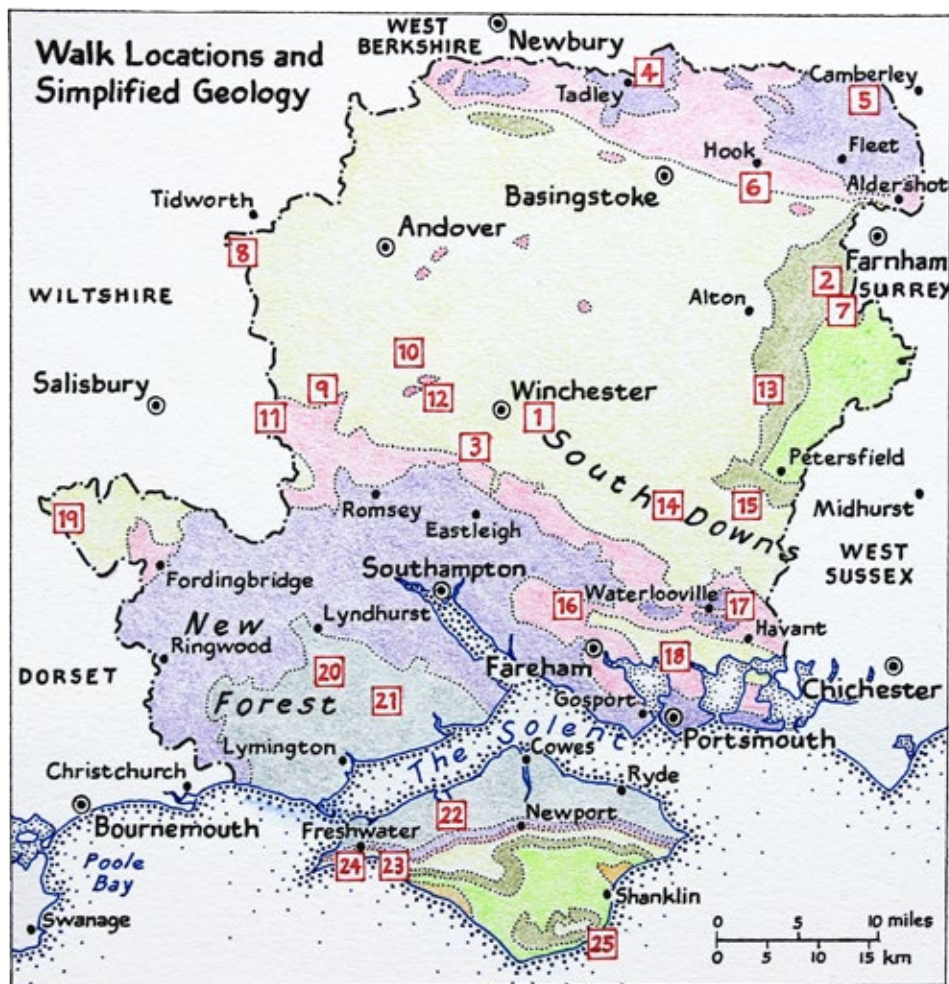 Walk Locations and
Simplified Geology
WEST
BERKSHIRE
Newbury
4
Tadley
Camberley
5
Hook
Fleet
6
Basingstoke
Aldershot
Tidworth
8
Andover
2
Farnham
SURREY
7
WILTSHIRE
Alton
10
Salisbury
9
12
Winchester
13
11
1
3
South Downs
Petersfield
19
Romsey
14
15
Midhurst
Eastleigh
WEST
SUSSEX
Fordingbridge
Southampton
16
Waterlooville
17
New
Forest
Lyndhurst
Havant
Ringwood
Fareham
18
DORSET
20
Chichester
21
Gosport
Portsmouth
The Solent
Lymington
Cowes
Christchurch
Ryde
22
Newport
Bournemouth
Freshwater
Poole
Bay
24
23
Shanklin
Swanage
25
0 5 10 miles
0 5 10 15 km